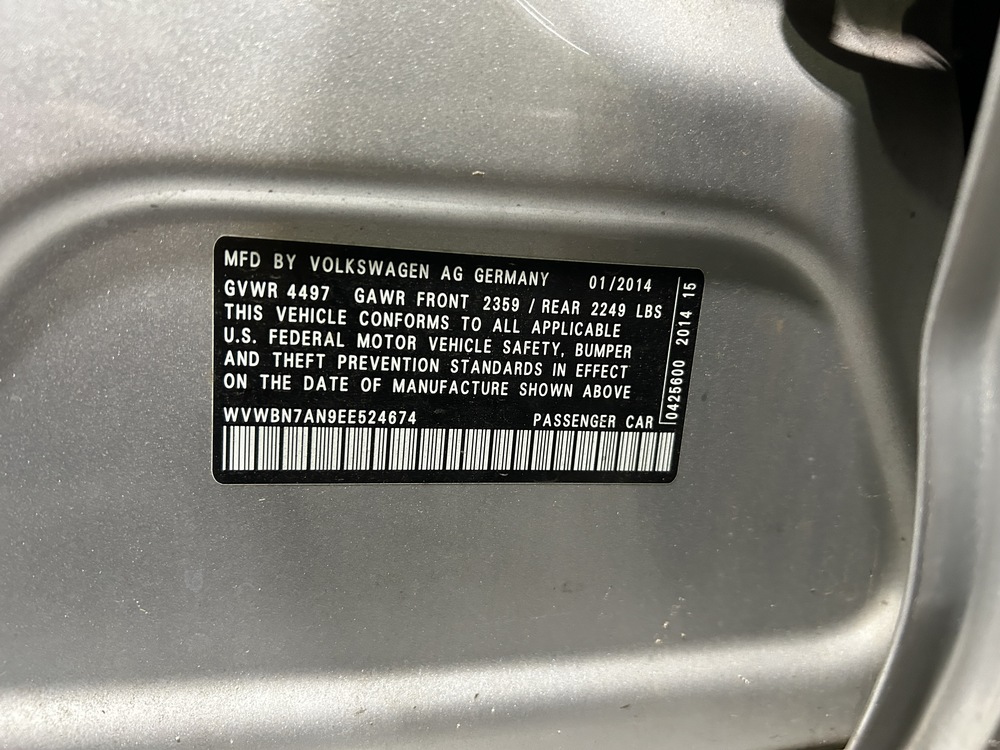 MFD BY VOLKSWAGEN AG GERMANY 01/2014
GVWR 4497 GAWR FRONT 2359 / REAR 2249 LBS
THIS VEHICLE CONFORMS TO ALL APPLICABLE
U.S. FEDERAL MOTOR VEHICLE SAFETY, BUMPER
AND THEFT PREVENTION STANDARDS IN EFFECT
ON THE DATE OF MANUFACTURE SHOWN ABOVE
WVWBN7AN9EE524674 PASSENGER CAR
0425600 2014 15